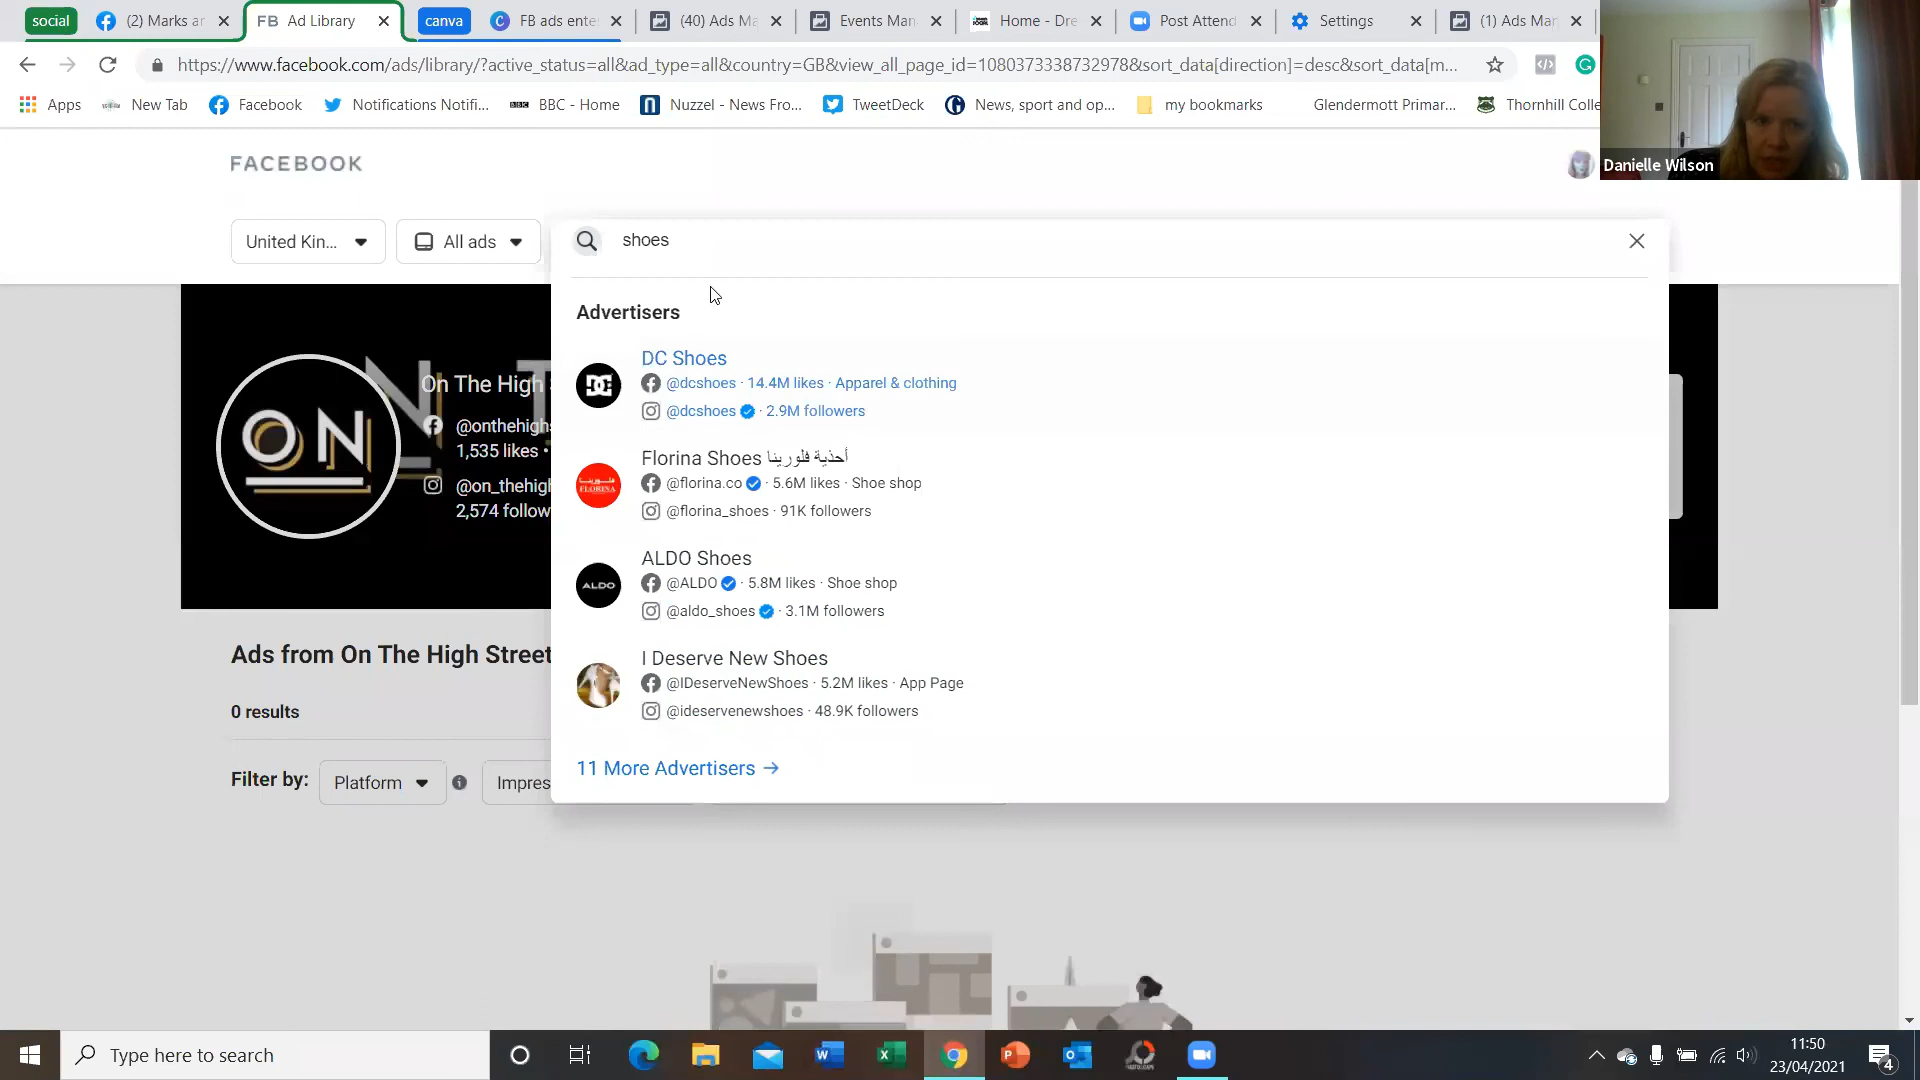 social
(2) Marks ar
FB Ad Library
canva
FB ads ente
(40) Ads Ma
Events Man
Home - Dre
Post Attend
Settings
(1) Ads Man
https://www.facebook.com/ads/library/?active_status=all&ad_type=all&country=GB&view_all_page_id=108037338732978&sort_data[direction]=desc&sort_data[m...
Apps
New Tab
Facebook
Notifications Notifi...
BBC - Home
Nuzzel - News Fro...
TweetDeck
News, sport and op...
my bookmarks
Glendermott Primar...
Thornhill Colle
Danielle Wilson
FACEBOOK
United Kin...
All ads
shoes
Advertisers
DC Shoes
@dcshoes · 14.4M likes · Apparel & clothing
@dcshoes · 2.9M followers
Florina Shoes أحذية فلورينا
@florina.co · 5.6M likes · Shoe shop
@florina_shoes · 91K followers
ALDO
ALDO Shoes
@ALDO · 5.8M likes · Shoe shop
@aldo_shoes · 3.1M followers
I Deserve New Shoes
@IDeserveNewShoes · 5.2M likes · App Page
@ideservenewshoes · 48.9K followers
11 More Advertisers →
ON
On The High
@onthehigh
1,535 likes •
@on_thehigh
2,574 follow
Ads from On The High Street
0 results
Filter by:
Platform
Impres
Type here to search
11:50
23/04/2021
4